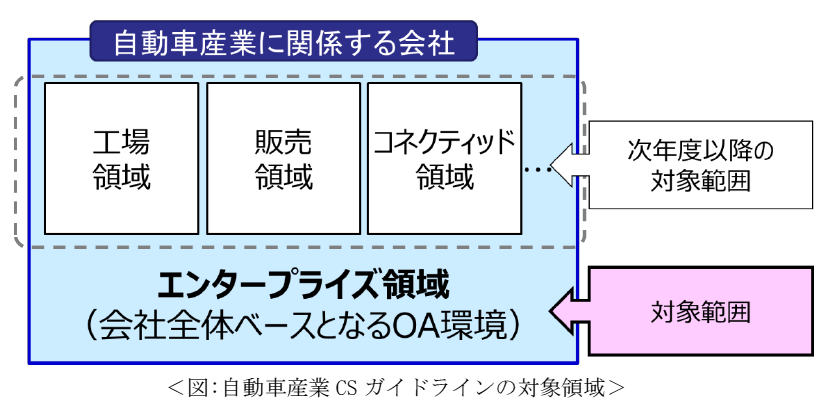 自動車産業に関係する会社
工場
領域
販売
領域
コネクティッド
領域
…
次年度以降の
対象範囲
エンタープライズ領域
（会社全体ベースとなるOA環境）
対象範囲
＜図：自動車産業 CS ガイドラインの対象領域＞